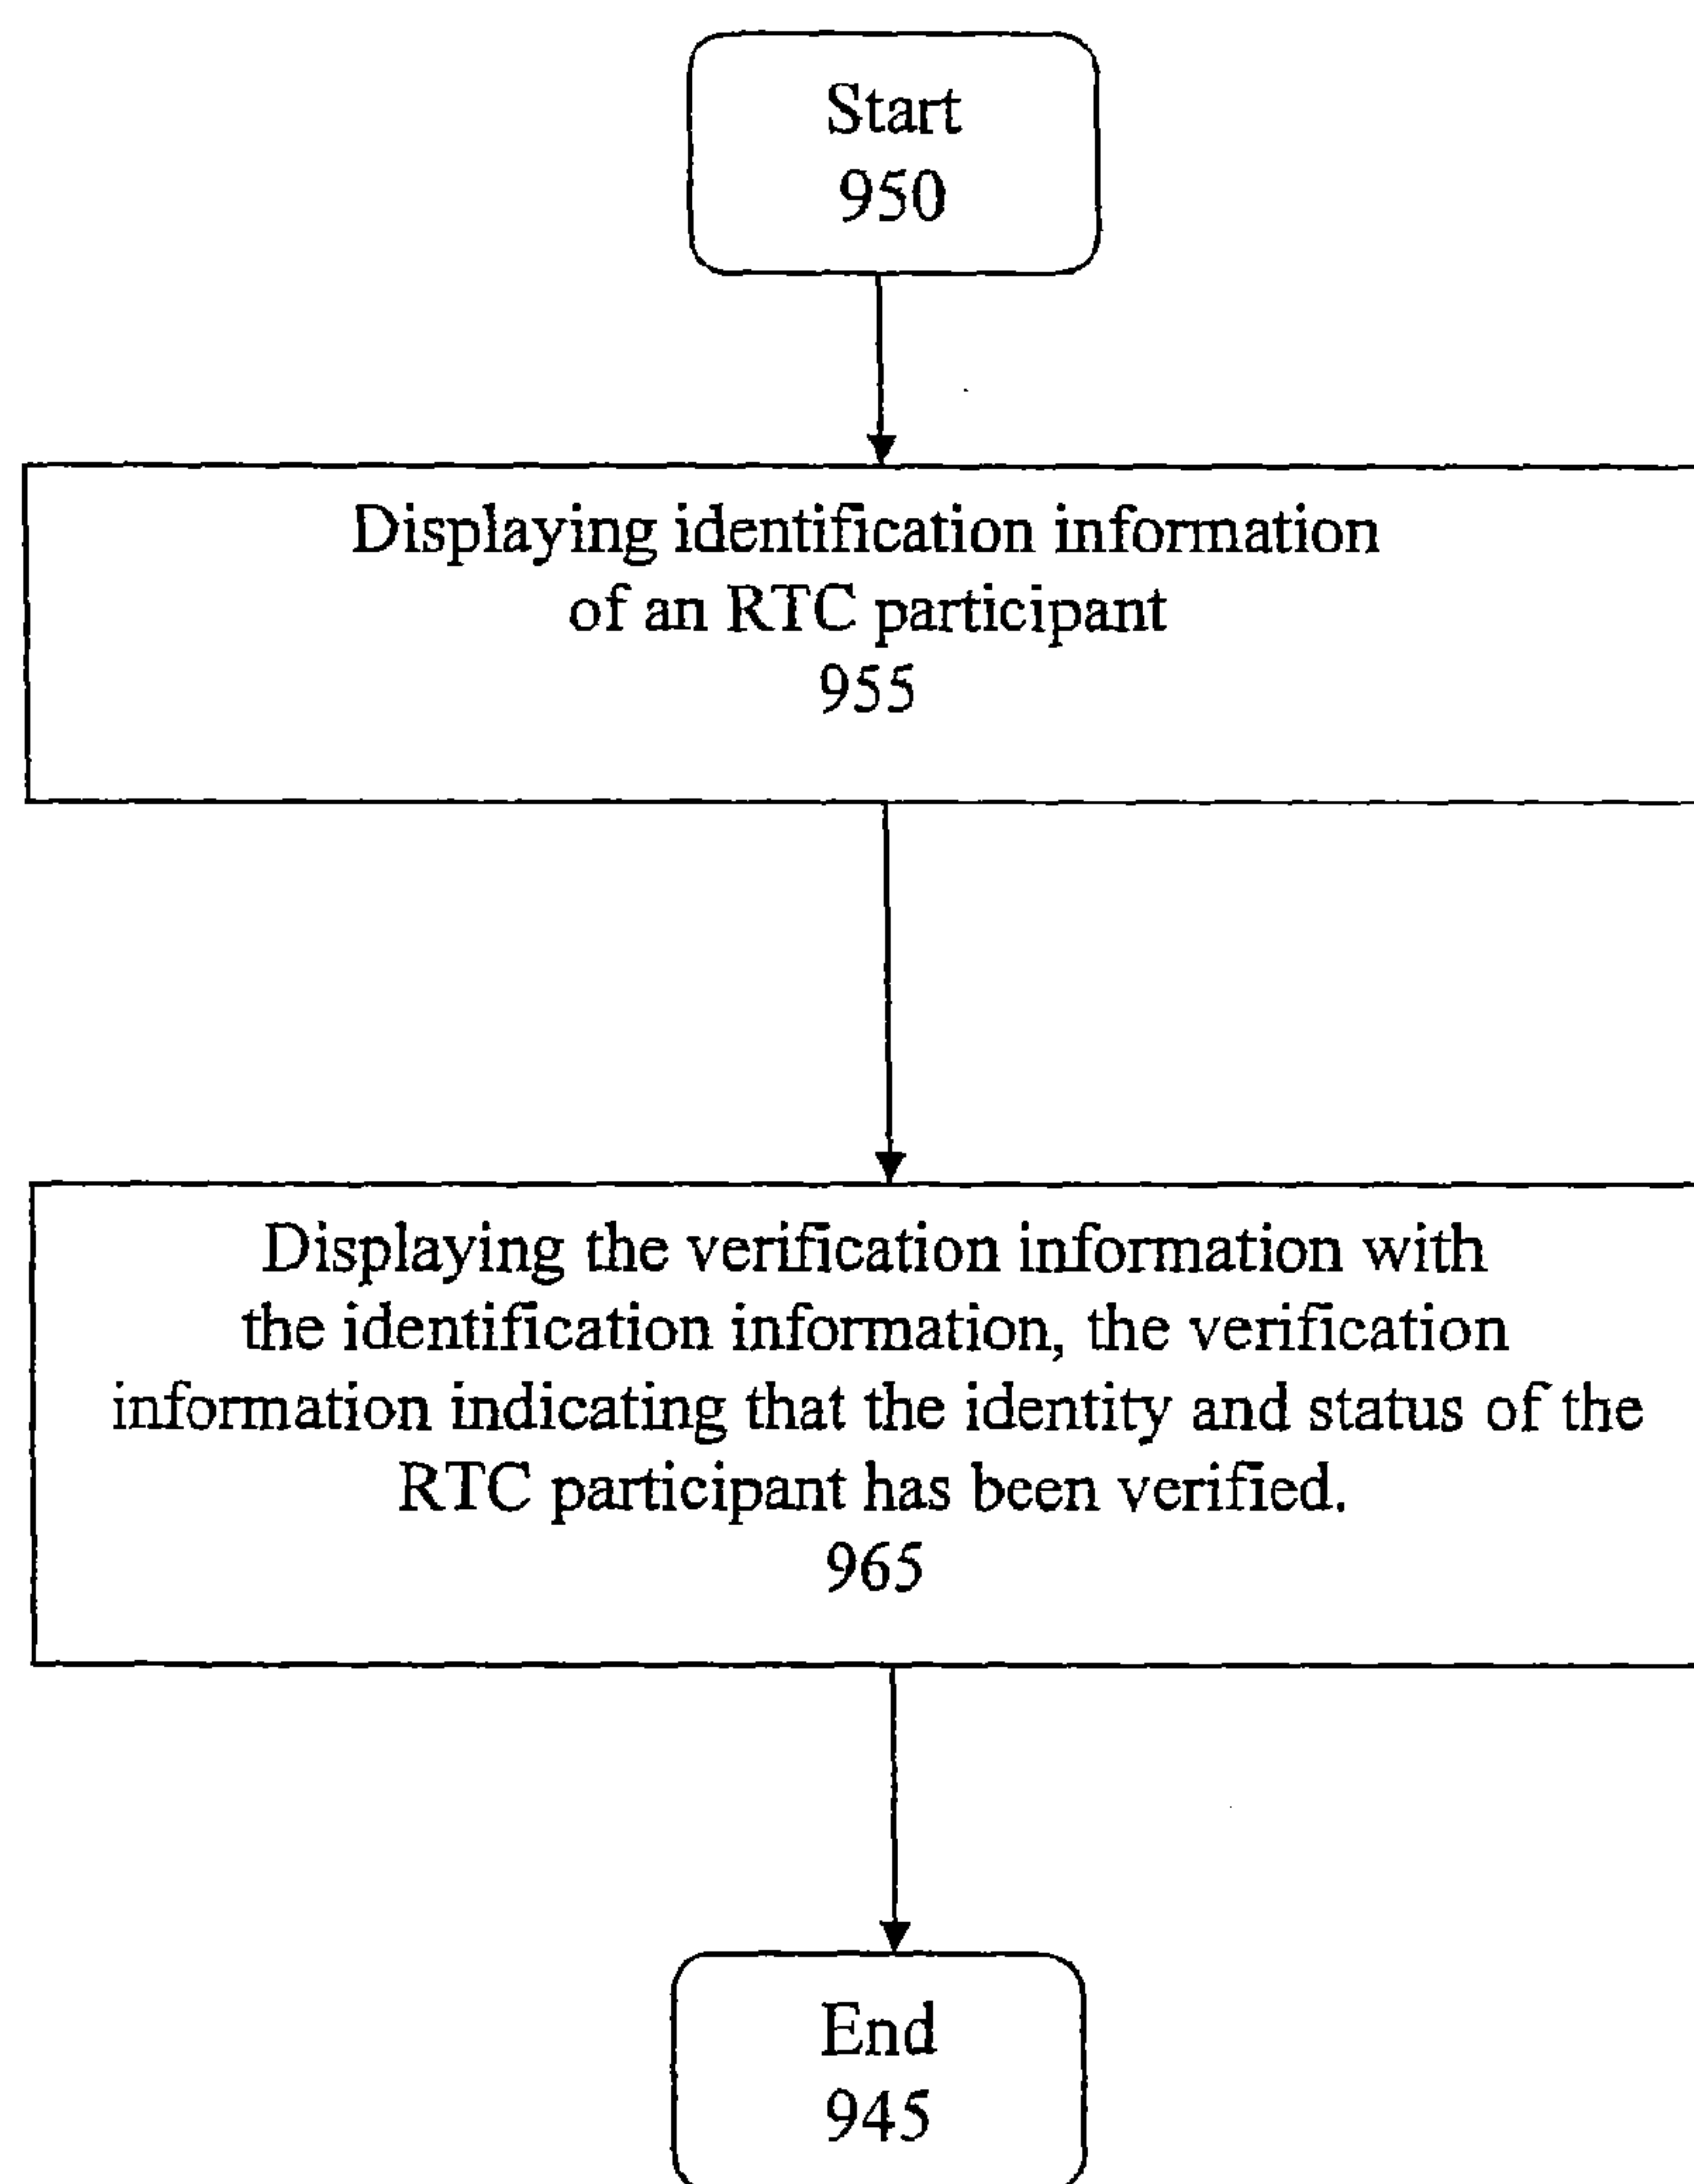 Start
950
Displaying identification information
of an RTC participant
955
Displaying the verification information with
the identification information, the verification
information indicating that the identity and status of the
RTC participant has been verified.
965
End
945